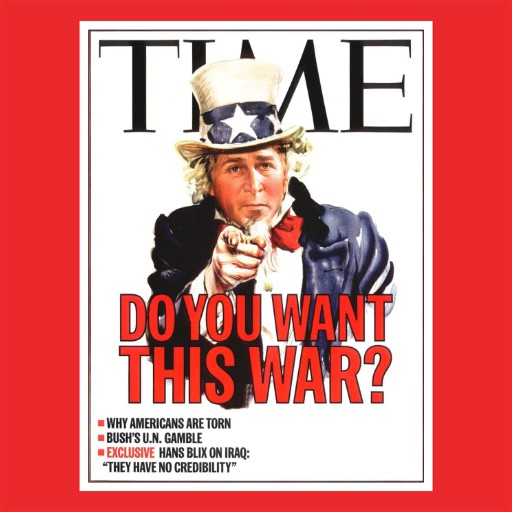 TIME
DO YOU WANT
THIS WAR?
WHY AMERICANS ARE TORN
BUSH'S U.N. GAMBLE
EXCLUSIVE HANS BLIX ON IRAQ:
"THEY HAVE NO CREDIBILITY"